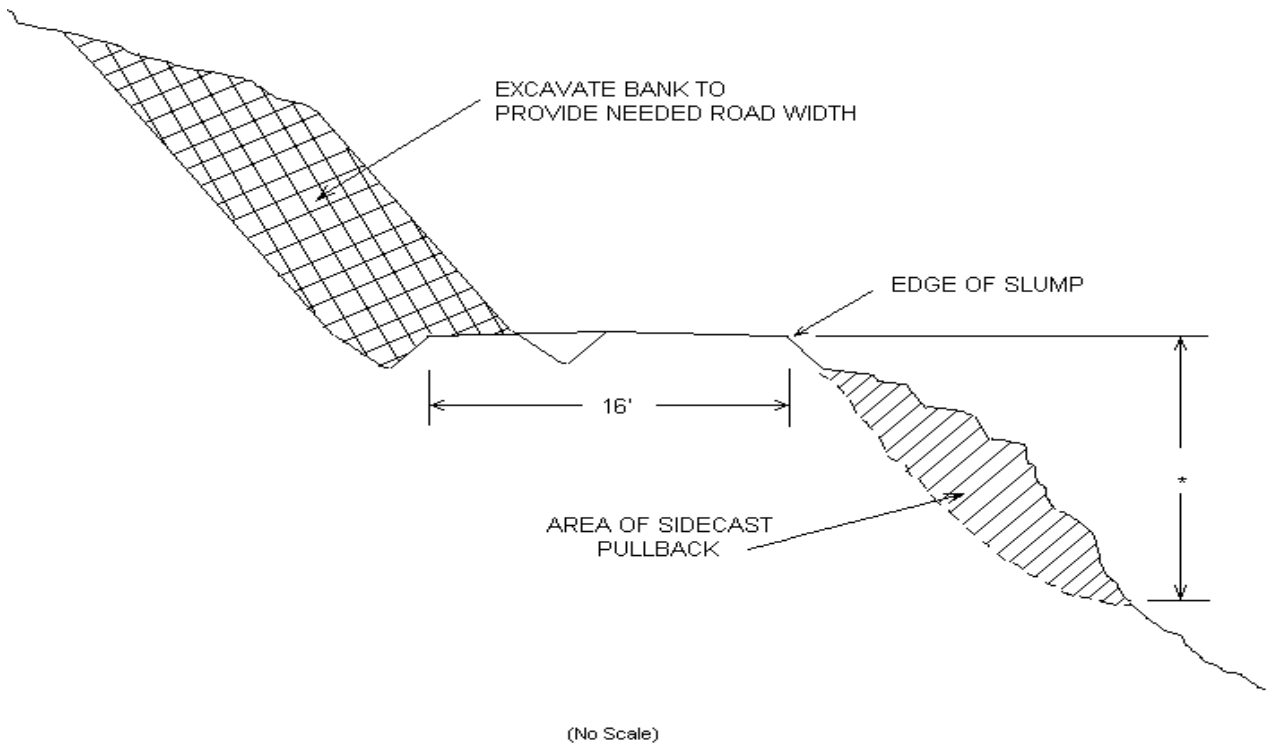 EXCAVATE BANK TO
PROVIDE NEEDED ROAD WIDTH
EDGE OF SLUMP
16'
*
AREA OF SIDECAST
PULLBACK
(No Scale)